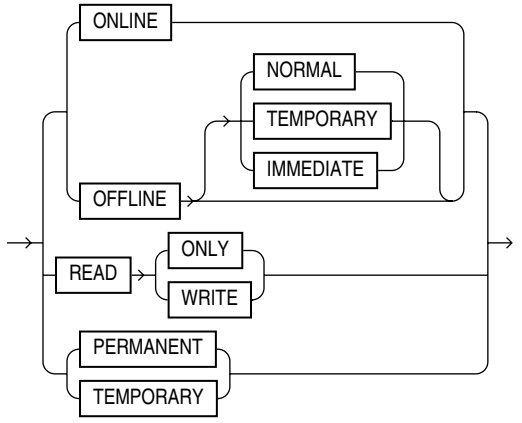 ONLINE
NORMAL
TEMPORARY
IMMEDIATE
OFFLINE
ONLY
READ
WRITE
PERMANENT
TEMPORARY